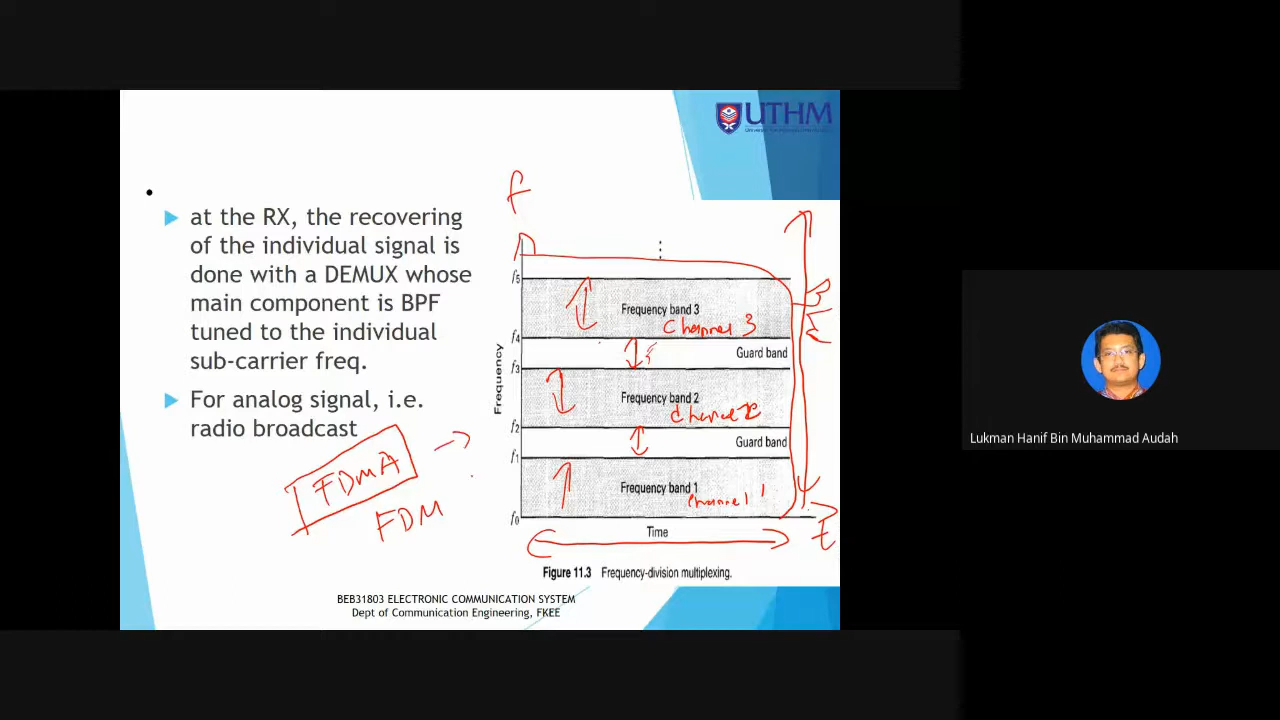 UTHM
at the RX, the recovering
of the individual signal is
done with a DEMUX whose
main component is BPF
tuned to the individual
sub-carrier freq.
For analog signal, i.e.
radio broadcast
FDMA
FDM
f
f5
Frequency band 3
Channel 3
f4
Guard band
f3
Frequency band 2
Channel 2
f2
Guard band
f1
Frequency band 1
Channel 1
f0
Frequency
Time
t
Figure 11.3 Frequency-division multiplexing.
BEB31803 ELECTRONIC COMMUNICATION SYSTEM
Dept of Communication Engineering, FKEE
Lukman Hanif Bin Muhammad Audah